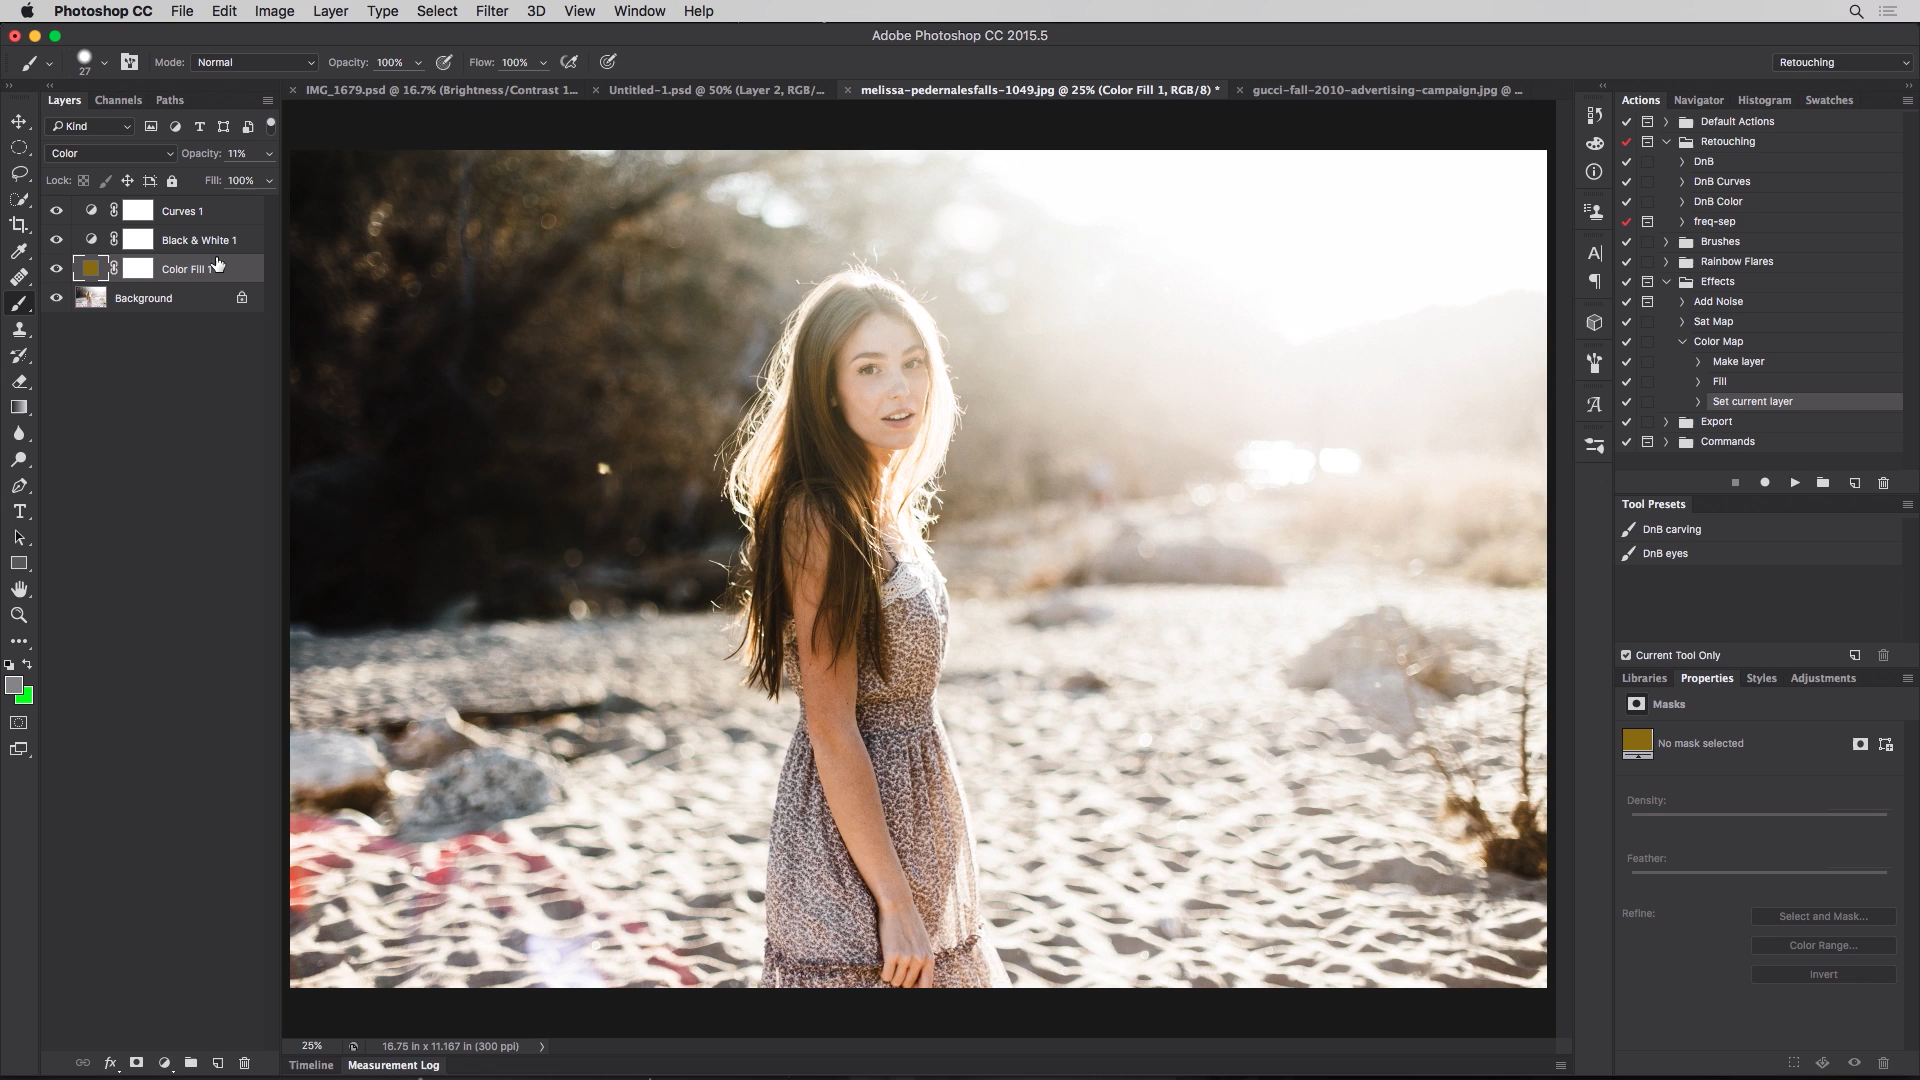 Photoshop CC File Edit Image Layer Type Select Filter 3D View Window Help
Adobe Photoshop CC 2015.5
27 Mode: Normal Opacity: 100% Flow: 100% Retouching
Layers Channels Paths
IMG_1679.psd @ 16.7% (Brightness/Contrast 1... Untitled-1.psd @ 50% (Layer 2, RGB/... melissa-pedernalesfalls-1049.jpg @ 25% (Color Fill 1, RGB/8) * gucci-fall-2010-advertising-campaign.jpg @ ...
Kind
Color Opacity: 11%
Lock: Fill: 100%
Curves 1
Black & White 1
Color Fill 1
Background
Actions Navigator Histogram Swatches
Default Actions
Retouching
DnB
DnB Curves
DnB Color
freq-sep
Brushes
Rainbow Flares
Effects
Add Noise
Sat Map
Color Map
Make layer
Fill
Set current layer
Export
Commands
Tool Presets
DnB carving
DnB eyes
Current Tool Only
Libraries Properties Styles Adjustments
Masks
No mask selected
Density:
Feather:
Refine: Select and Mask...
Color Range...
Invert
25% 16.75 in x 11.167 in (300 ppi)
Timeline Measurement Log